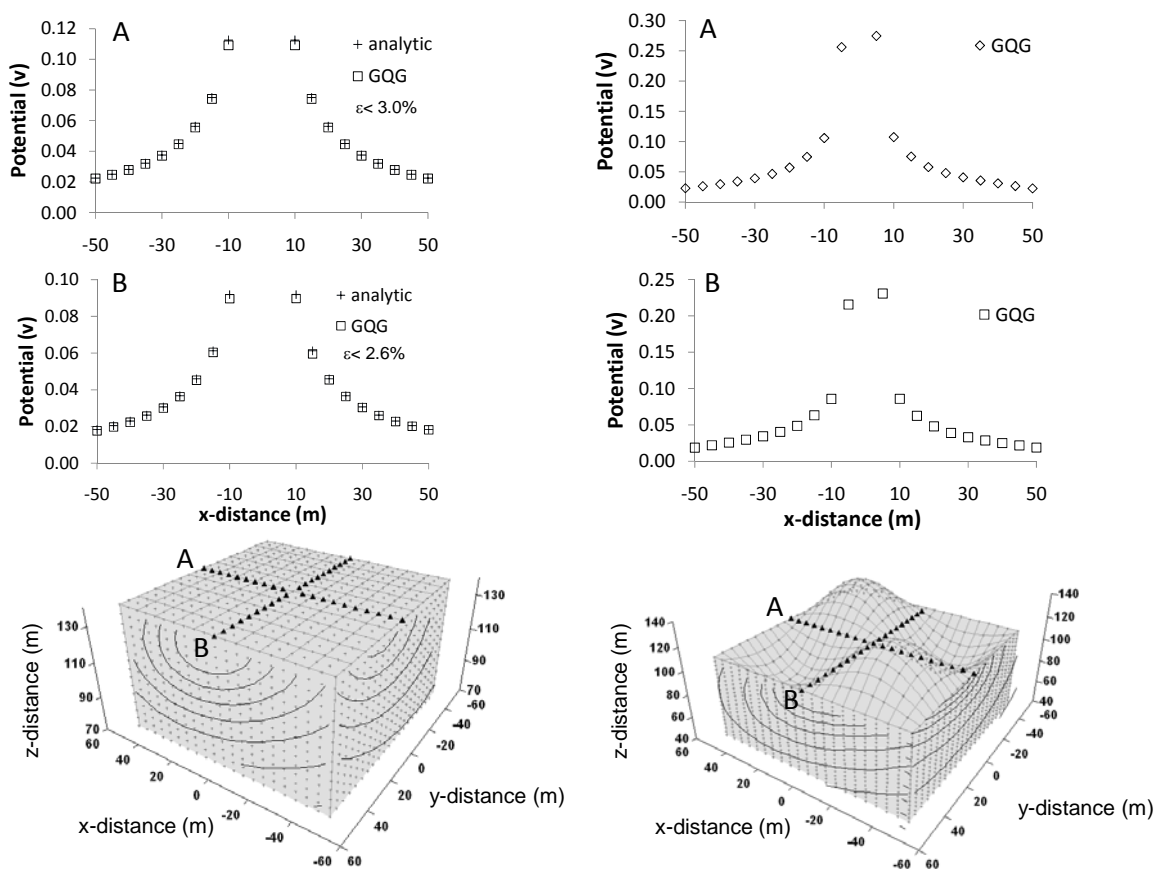 A
Potential (v)
0.12
0.10
0.08
0.06
0.04
0.02
0.00
-50 -30 -10 10 30 50
+ analytic
GQG
ε< 3.0%
B
Potential (v)
0.10
0.08
0.06
0.04
0.02
0.00
-50 -30 -10 10 30 50
x-distance (m)
+ analytic
GQG
ε< 2.6%
A
B
z-distance (m)
130
110
90
70
60
40
20
0
-20
-40
-60
x-distance (m)
60
40
20
0
-20
-40
-60
y-distance (m)
130
110
90
70
A
Potential (v)
0.30
0.25
0.20
0.15
0.10
0.05
0.00
-50 -30 -10 10 30 50
GQG
B
Potential (v)
0.25
0.20
0.15
0.10
0.05
0.00
-50 -30 -10 10 30 50
x-distance (m)
GQG
A
B
z-distance (m)
140
120
100
80
60
40
60
40
20
0
-20
-40
-60
x-distance (m)
60
40
20
0
-20
-40
-60
y-distance (m)
140
120
100
80
60
40